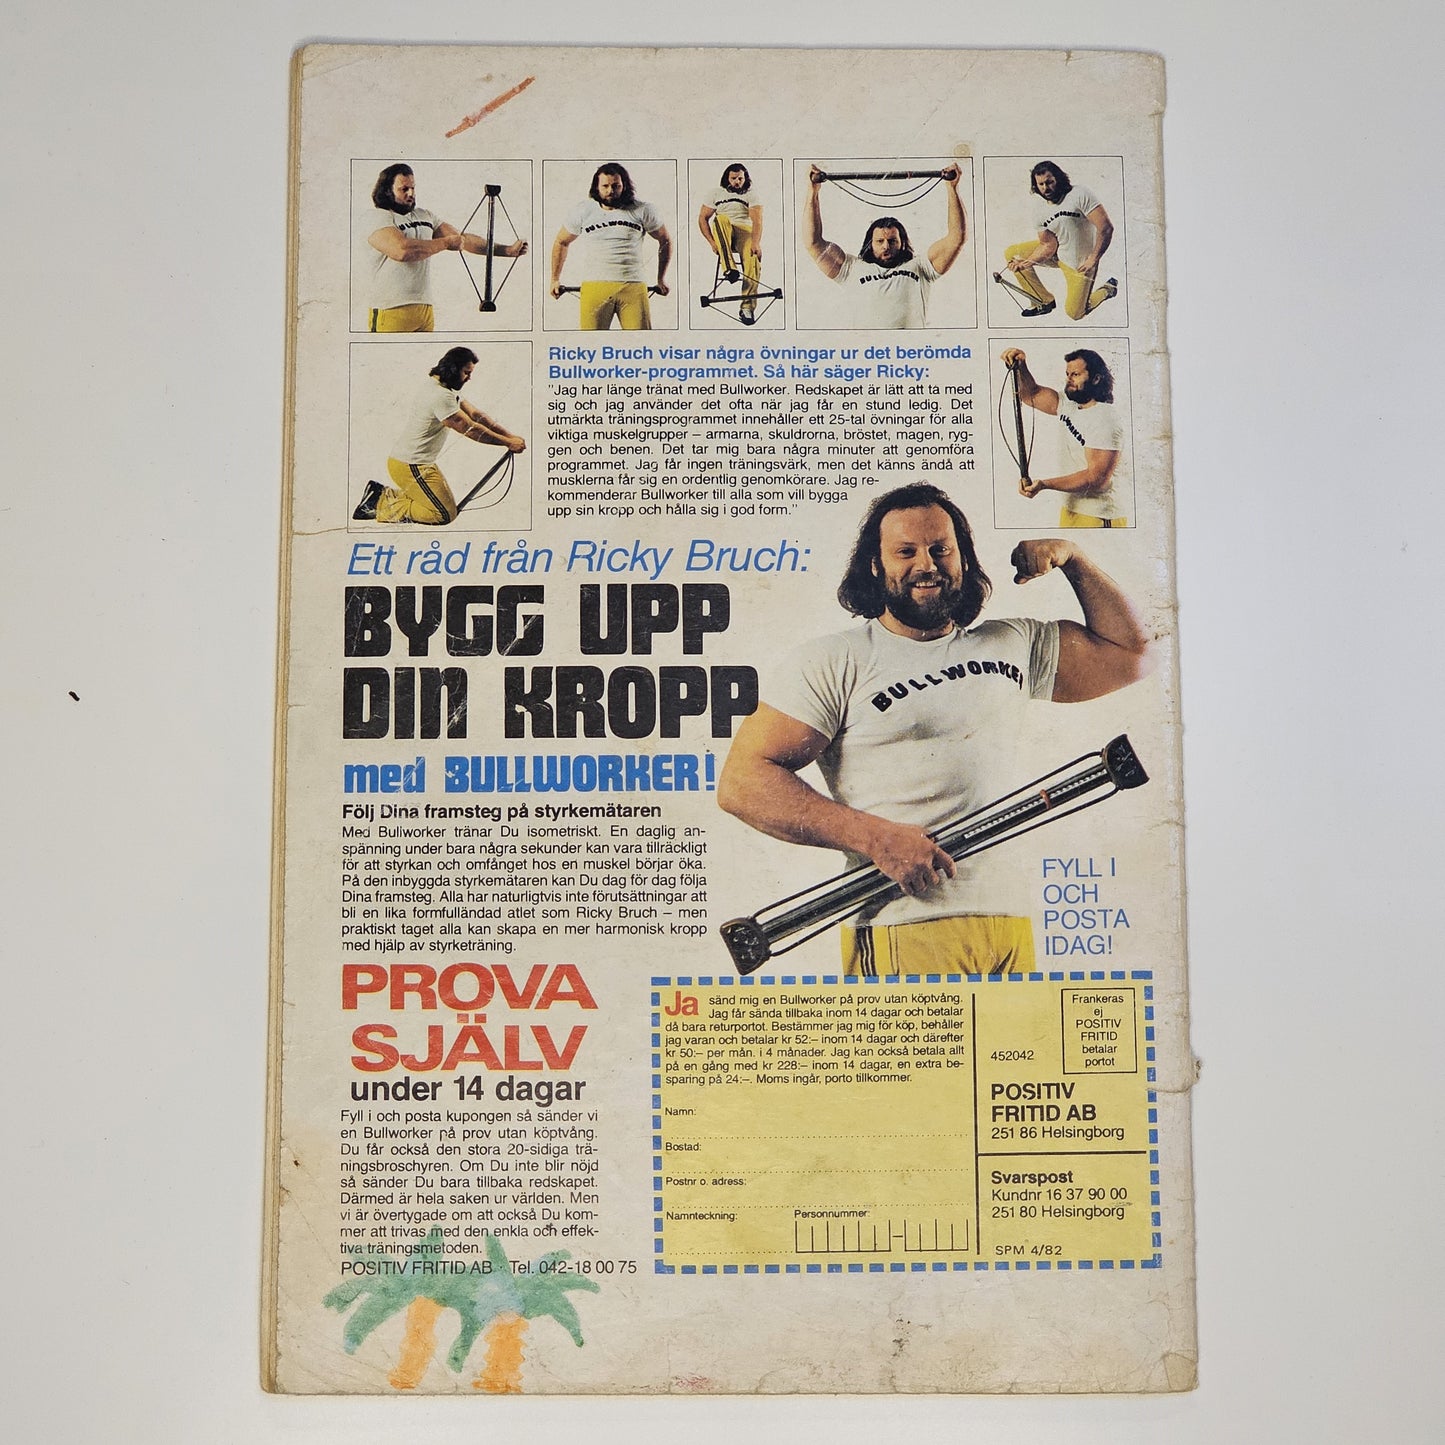 BULLWORKER
BULLWORKER
BULLWORKER
Ricky Bruch visar några övningar ur det berömda
Bullworker-programmet. Så här säger Ricky:
"Jag har länge tränat med Bullworker. Redskapet är lätt att ta med
sig och jag använder det ofta när jag får en stund ledig. Det
utmärkta träningsprogrammet innehåller ett 25-tal övningar för alla
viktiga muskelgrupper – armarna, skuldrorna, bröstet, magen, ryg-
gen och benen. Det tar mig bara några minuter att genomföra
programmet. Jag får ingen träningsvärk, men det känns ändå att
musklerna får sig en ordentlig genomkörare. Jag re-
kommenderar Bullworker till alla som vill bygga
upp sin kropp och hålla sig i god form."
Ett råd från Ricky Bruch:
BYGG UPP
DIN KROPP
med BULLWORKER!
BULLWORKER
Följ Dina framsteg på styrkemätaren
Med Bullworker tränar Du isometriskt. En daglig an-
spänning under bara några sekunder kan vara tillräckligt
för att styrkan och omfånget hos en muskel börjar öka.
På den inbyggda styrkemätaren kan Du dag för dag följa
Dina framsteg. Alla har naturligtvis inte förutsättningar att
bli en lika formfulländad atlet som Ricky Bruch – men
praktiskt taget alla kan skapa en mer harmonisk kropp
med hjälp av styrketräning.
FYLL I
OCH
POSTA
IDAG!
PROVA
SJÄLV
under 14 dagar
Fyll i och posta kupongen så sänder vi
en Bullworker på prov utan köptvång.
Du får också den stora 20-sidiga trä-
ningsbroschyren. Om Du inte blir nöjd
så sänder Du bara tillbaka redskapet.
Därmed är hela saken ur världen. Men
vi är övertygade om att också Du kom-
mer att trivas med den enkla och effek-
tiva träningsmetoden.
POSITIV FRITID AB · Tel. 042-18 00 75
Ja sänd mig en Bullworker på prov utan köptvång.
Jag får sända tillbaka inom 14 dagar och betalar
då bara returportot. Bestämmer jag mig för köp, behåller
jag varan och betalar kr 52:– inom 14 dagar och därefter
kr 50:– per mån. i 4 månader. Jag kan också betala allt
på en gång med kr 228:– inom 14 dagar, en extra be-
sparing på 24:–. Moms ingår, porto tillkommer.
Namn:
Bostad:
Postnr o. adress:
Namnteckning:
Personnummer:
–
Frankeras
ej
POSITIV
FRITID
betalar
portot
452042
POSITIV
FRITID AB
251 86 Helsingborg
Svarspost
Kundnr 16 37 90 00
251 80 Helsingborg
SPM 4/82